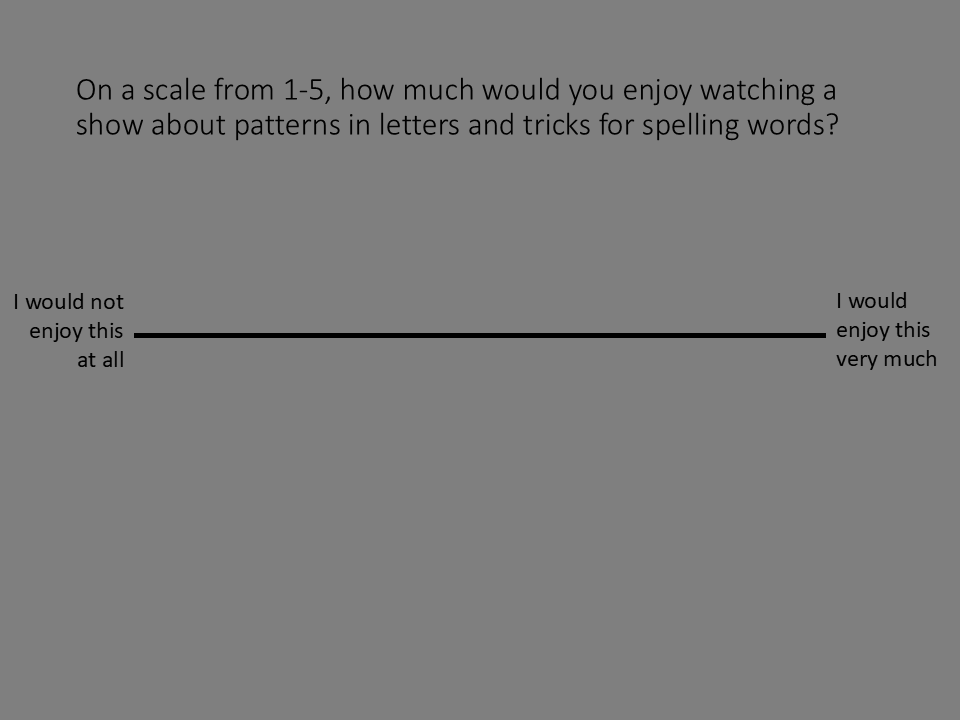 On a scale from 1-5, how much would you enjoy watching a
show about patterns in letters and tricks for spelling words?
I would not
enjoy this
at all
I would
enjoy this
very much